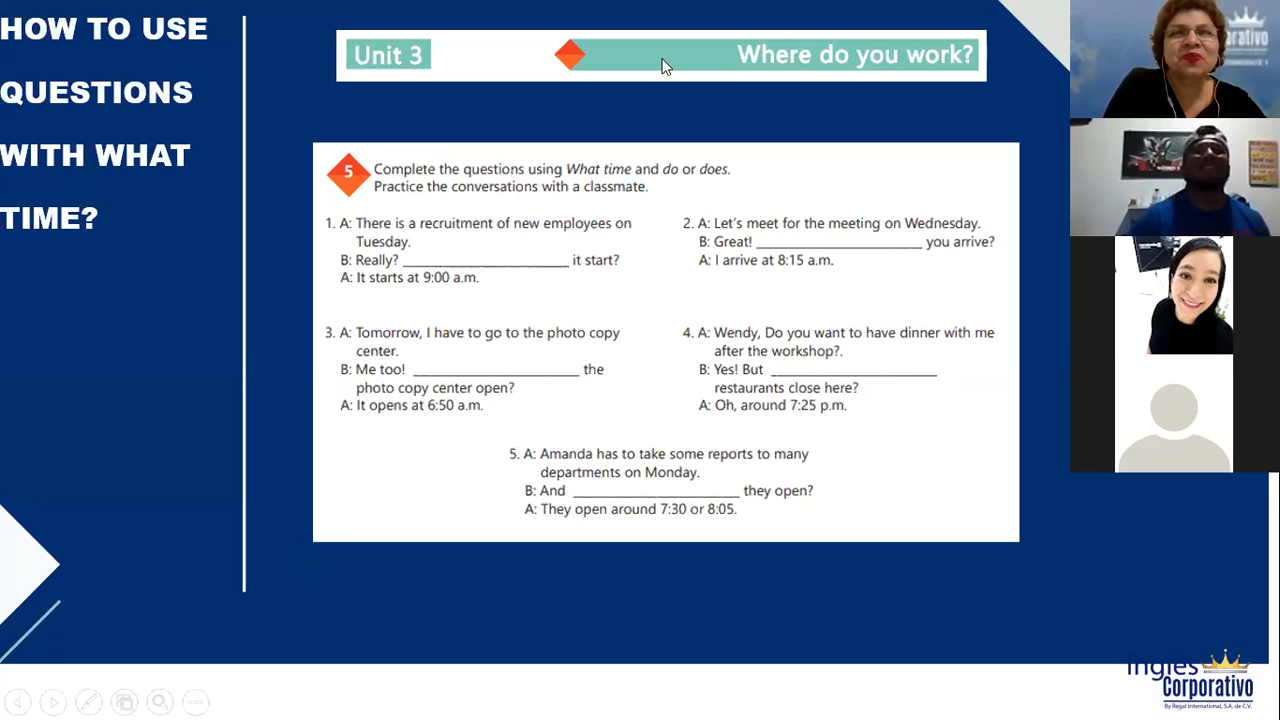 HOW TO USE
QUESTIONS
WITH WHAT
TIME?
Unit 3
Where do you work?
5
Complete the questions using What time and do or does.
Practice the conversations with a classmate.
1. A: There is a recruitment of new employees on
Tuesday.
B: Really? ____________________ it start?
A: It starts at 9:00 a.m.
2. A: Let's meet for the meeting on Wednesday.
B: Great! ____________________ you arrive?
A: I arrive at 8:15 a.m.
3. A: Tomorrow, I have to go to the photo copy
center.
B: Me too! ____________________ the
photo copy center open?
A: It opens at 6:50 a.m.
4. A: Wendy, Do you want to have dinner with me
after the workshop?.
B: Yes! But ____________________
restaurants close here?
A: Oh, around 7:25 p.m.
5. A: Amanda has to take some reports to many
departments on Monday.
B: And ____________________ they open?
A: They open around 7:30 or 8:05.
Inglés
Corporativo
By Regal International, S.A. de C.V.